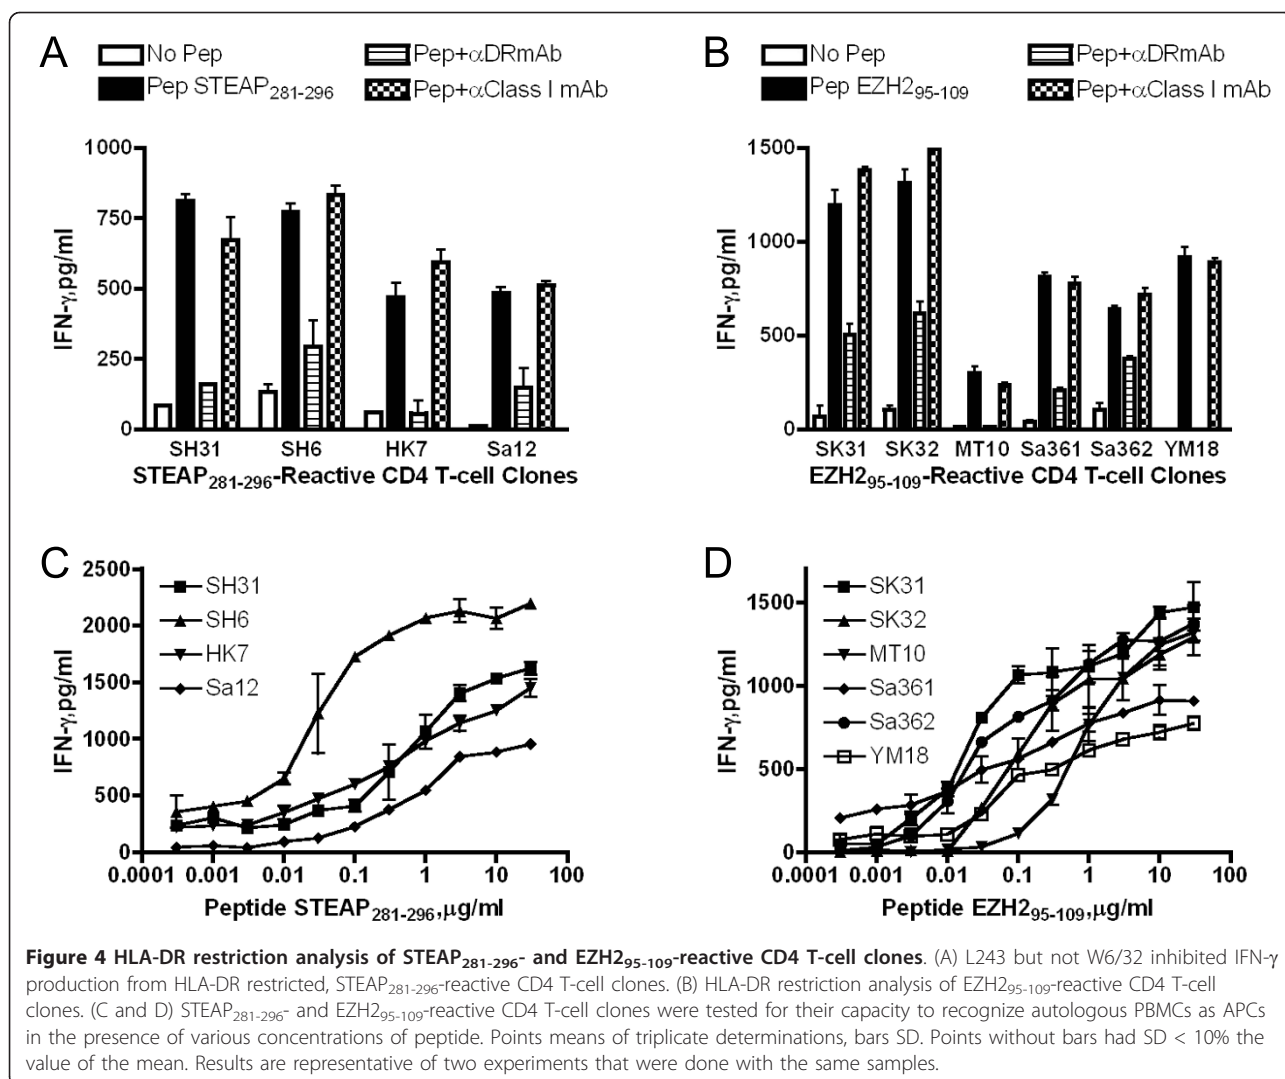 A
No Pep
Pep+αDRmAb
Pep STEAP281-296
Pep+αClass I mAb
1000
750
500
250
0
IFN-γ,pg/ml
SH31 SH6 HK7 Sa12
STEAP281-296-Reactive CD4 T-cell Clones
B
No Pep
Pep+αDRmAb
Pep EZH295-109
Pep+αClass I mAb
1500
1000
500
0
IFN-γ,pg/ml
SK31 SK32 MT10 Sa361 Sa362 YM18
EZH295-109-Reactive CD4 T-cell Clones
C
2500
2000
1500
1000
500
0
IFN-γ,pg/ml
SH31
SH6
HK7
Sa12
0.0001 0.001 0.01 0.1 1 10 100
Peptide STEAP281-296,μg/ml
D
1500
1000
500
0
IFN-γ,pg/ml
SK31
SK32
MT10
Sa361
Sa362
YM18
0.0001 0.001 0.01 0.1 1 10 100
Peptide EZH295-109,μg/ml
Figure 4 HLA-DR restriction analysis of STEAP281-296- and EZH295-109-reactive CD4 T-cell clones. (A) L243 but not W6/32 inhibited IFN-γ
production from HLA-DR restricted, STEAP281-296-reactive CD4 T-cell clones. (B) HLA-DR restriction analysis of EZH295-109-reactive CD4 T-cell
clones. (C and D) STEAP281-296- and EZH295-109-reactive CD4 T-cell clones were tested for their capacity to recognize autologous PBMCs as APCs
in the presence of various concentrations of peptide. Points means of triplicate determinations, bars SD. Points without bars had SD < 10% the
value of the mean. Results are representative of two experiments that were done with the same samples.